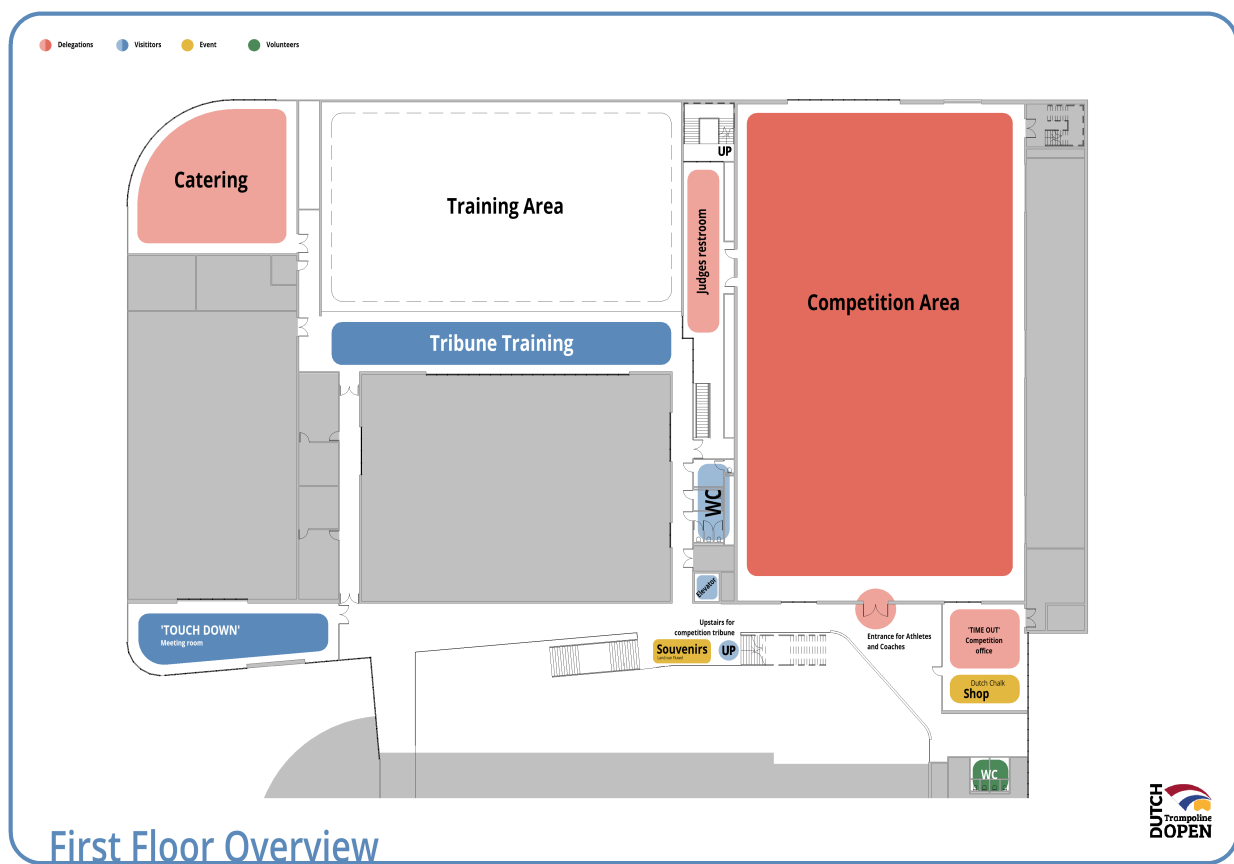 Delegations
Visititors
Event
Volunteers
UP
Catering
Training Area
Judges restroom
Competition Area
Tribune Training
WC
Elevator
'TOUCH DOWN'
Meeting room
Upstairs for
competition tribune
Souvenirs
UP
Entrance for Athletes
and Coaches
'TIME OUT'
Competition
office
Dutch Chalk
Shop
WC
First Floor Overview
DUTCH
Trampoline
OPEN